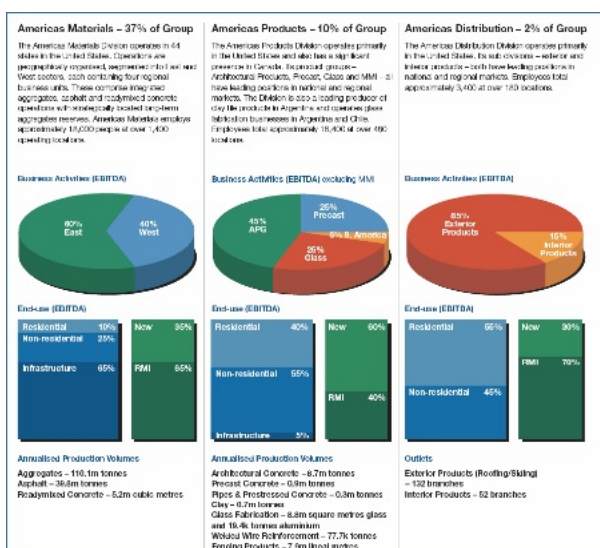 Americas Materials – 37% of Group
The Americas Materials Division operates in 44
states in the United States. Operations are
geographically organised, segmented into East and
West sectors, each containing four regional
business units. These comprise integrated
aggregates, asphalt and readymixed concrete
operations with strategically located long-term
aggregates reserves. Americas Materials employs
approximately 18,000 people at over 1,400
operating locations.
Business Activities (EBITDA)
60%
East
40%
West
End-use (EBITDA)
Residential 10%
Non-residential 25%
Infrastructure 65%
New 35%
RMI 65%
Annualised Production Volumes
Aggregates – 110.1m tonnes
Asphalt – 39.8m tonnes
Readymixed Concrete – 5.2m cubic metres
Americas Products – 10% of Group
The Americas Products Division operates primarily
in the United States and also has a significant
presence in Canada. Its product groups –
Architectural Products, Precast, Glass and MMI – all
have leading positions in national and regional
markets. The Division is also a leading producer of
clay tile products in Argentina and operates glass
fabrication businesses in Argentina and Chile.
Employees total approximately 16,400 at over
locations.
Business Activities (EBITDA) excluding MMI
45%
APG
25%
Precast
5% S. America
25%
Glass
End-use (EBITDA)
Residential 40%
Non-residential 55%
Infrastructure 5%
New 60%
RMI 40%
Annualised Production Volumes
Architectural Concrete – 8.7m tonnes
Precast Concrete – 0.9m tonnes
Pipes & Prestressed Concrete – 0.3m tonnes
Clay – 0.7m tonnes
Glass Fabrication – 8.8m square metres glass
and 19.4k tonnes aluminium
Welded Wire Reinforcement – 77.7k tonnes
Fencing Products – 7.9m lineal metres
Americas Distribution – 2% of Group
The Americas Distribution Division operates primarily
in the United States. Its sub divisions – exterior and
interior products – both have leading positions in
national and regional markets. Employees total
approximately 3,400 at over 180 locations.
Business Activities (EBITDA)
85%
Exterior
Products
15%
Interior
Products
End-use (EBITDA)
Residential 55%
Non-residential 45%
New 30%
RMI 70%
Outlets
Exterior Products (Roofing/Siding)
– 132 branches
Interior Products – 52 branches